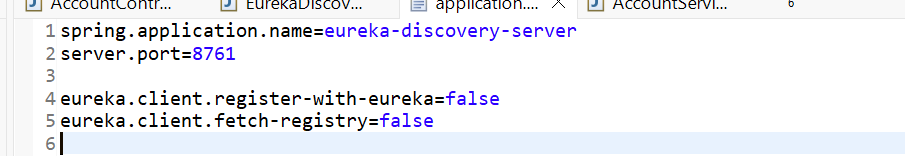 AccountContr...
EurekaDiscov...
application....
AccountServi...
6
1 spring.application.name=eureka-discovery-server
2 server.port=8761
3
4 eureka.client.register-with-eureka=false
5 eureka.client.fetch-registry=false
6